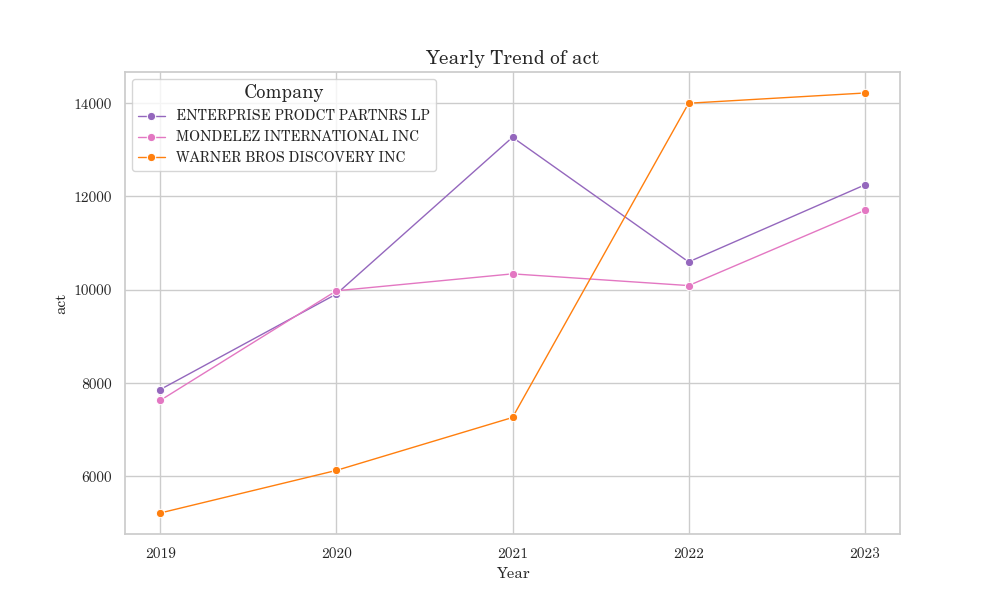 Yearly Trend of act
Company
ENTERPRISE PRODCT PARTNRS LP
MONDELEZ INTERNATIONAL INC
WARNER BROS DISCOVERY INC
14000
12000
10000
8000
6000
act
2019 2020 2021 2022 2023
Year